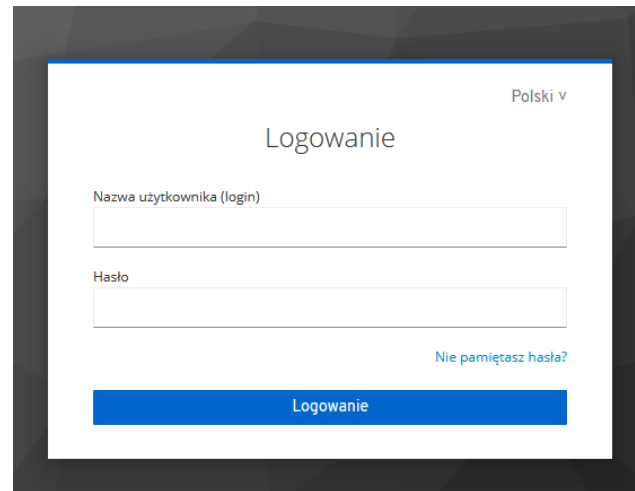 Polski v
Logowanie
Nazwa użytkownika (login)
Hasło
Nie pamiętasz hasła?
Logowanie